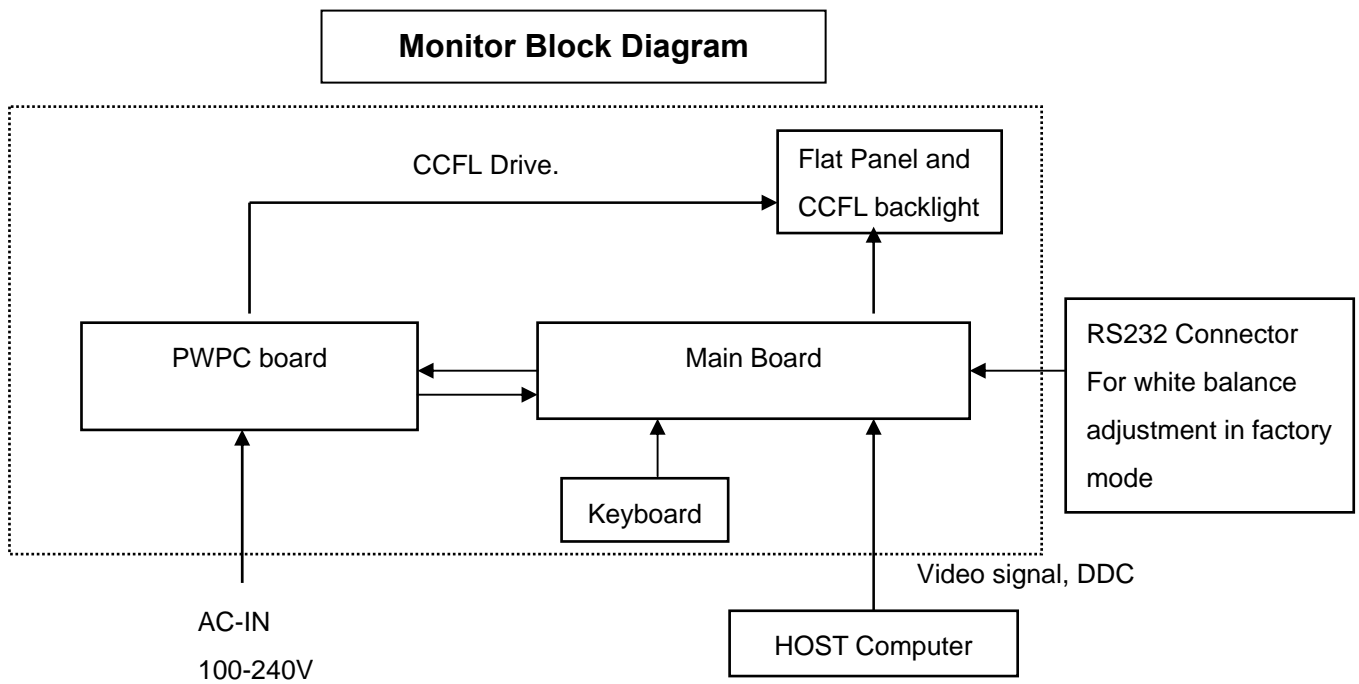 Monitor Block Diagram
CCFL Drive.
Flat Panel and
CCFL backlight
PWPC board
Main Board
RS232 Connector
For white balance
adjustment in factory
mode
Keyboard
Video signal, DDC
AC-IN
100-240V
HOST Computer